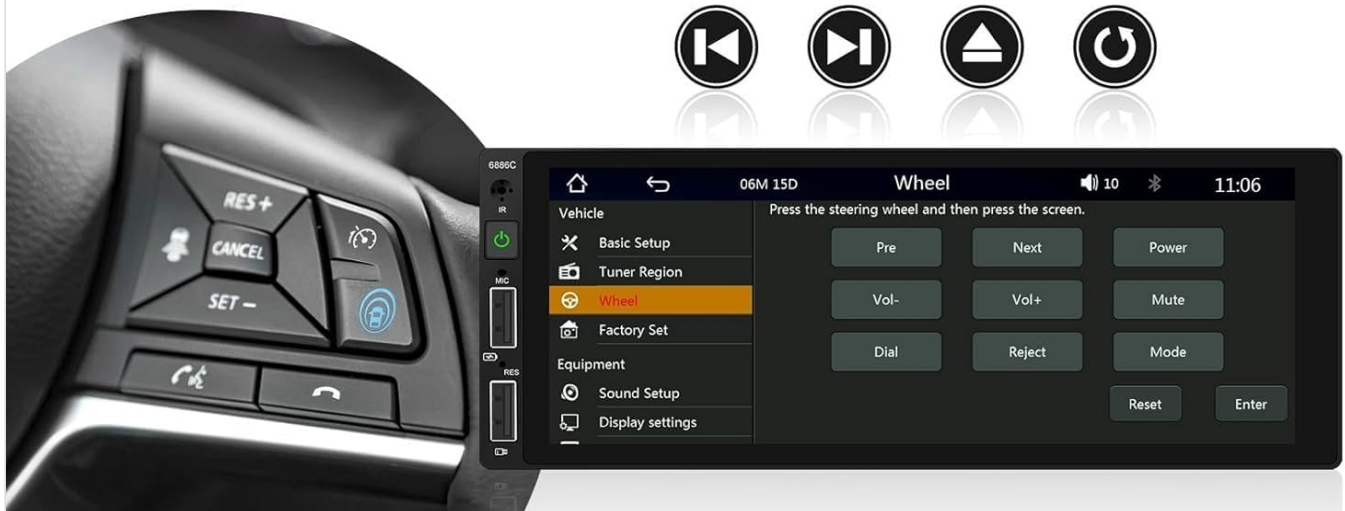 RES +
CANCEL
SET –
6886C
IR
MIC
RES
06M 15D
Wheel
10
11:06
Vehicle
Basic Setup
Tuner Region
Wheel
Factory Set
Equipment
Sound Setup
Display settings
Press the steering wheel and then press the screen.
Pre
Next
Power
Vol-
Vol+
Mute
Dial
Reject
Mode
Reset
Enter